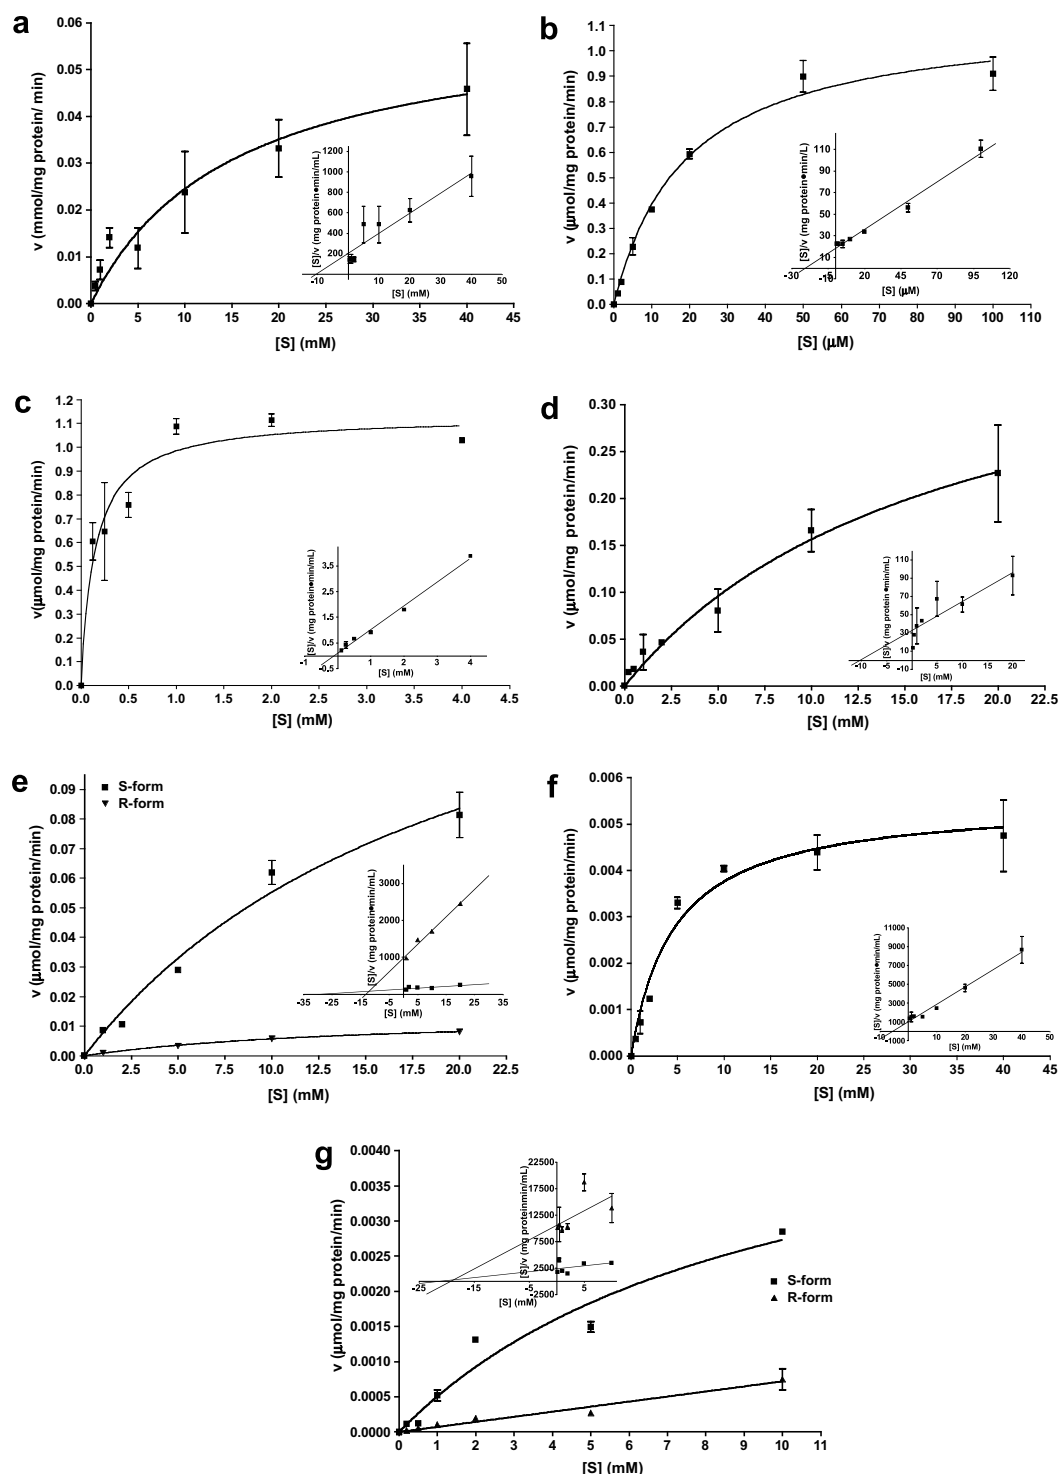 a
v (mmol/mg protein/ min)
0.06
0.05
0.04
0.03
0.02
0.01
0.00
0 5 10 15 20 25 30 35 40 45
[S] (mM)
[S]/v (mg protein●min/mL)
1200
1000
800
600
400
200
-10 0 10 20 30 40 50
[S] (mM)
b
v (μmol/mg protein/min)
1.1
1.0
0.9
0.8
0.7
0.6
0.5
0.4
0.3
0.2
0.1
0.0
0 10 20 30 40 50 60 70 80 90 100 110
[S] (μM)
[S]/v (mg protein●min/L)
110
90
70
50
30
-10
-30 -5 20 45 70 95 120
[S] (μM)
c
v(μmol/mg protein/min)
1.2
1.1
1.0
0.9
0.8
0.7
0.6
0.5
0.4
0.3
0.2
0.1
0.0
0.0 0.5 1.0 1.5 2.0 2.5 3.0 3.5 4.0 4.5
[S] (mM)
[S]/v (mg protein●min/mL)
3.5
2.5
1.5
0.5
-0.5
-1 0 1 2 3 4 5
[S] (mM)
d
v (μmol/mg protein/min)
0.30
0.25
0.20
0.15
0.10
0.05
0.00
0.0 2.5 5.0 7.5 10.0 12.5 15.0 17.5 20.0 22.5
[S] (mM)
[S]/v (mg protein●min/mL)
110
90
70
50
30
10
-10
-10 -5 0 5 10 15 20
[S] (mM)
e
S-form
R-form
v (μmol/mg protein/min)
0.09
0.08
0.07
0.06
0.05
0.04
0.03
0.02
0.01
0.00
0.0 2.5 5.0 7.5 10.0 12.5 15.0 17.5 20.0 22.5
[S] (mM)
[S]/v (mg protein●min/mL)
3000
1000
-35 -25 -15 -5 5 15 25 35
[S] (mM)
f
v (μmol/mg protein/min)
0.006
0.005
0.004
0.003
0.002
0.001
0.000
0 5 10 15 20 25 30 35 40 45
[S] (mM)
[S]/v (mg protein●min/mL)
11000
9000
7000
5000
3000
1000
-1000
-10 0 10 20 30 40 50
[S] (mM)
g
v (μmol/mg protein/min)
0.0040
0.0035
0.0030
0.0025
0.0020
0.0015
0.0010
0.0005
0.0000
0 1 2 3 4 5 6 7 8 9 10 11
[S] (mM)
[S]/v (mg proteinmin/mL)
22500
17500
12500
7500
2500
-2500
-25 -15 -5 5
[S] (mM)
S-form
R-form